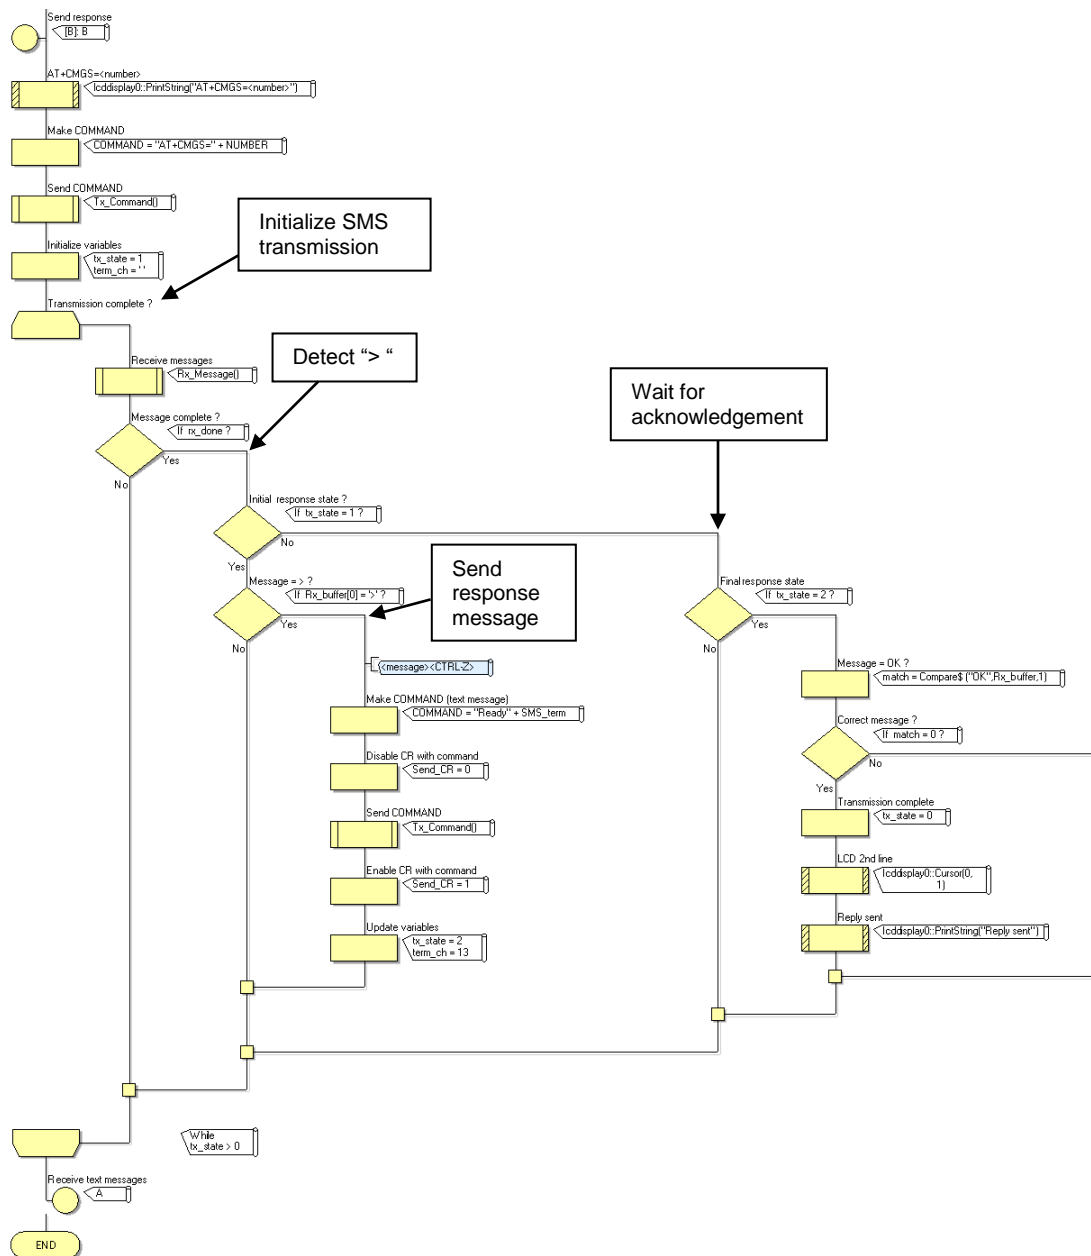 Send response
[B]: B
AT+CMGS=<number>
lcddisplay0::PrintString("AT+CMGS=<number>")
Make COMMAND
COMMAND = "AT+CMGS=" + NUMBER
Send COMMAND
Tx_Command()
Initialize variables
tx_state = 1
term_ch = ' '
Transmission complete ?
Initialize SMS
transmission
Receive messages
Rx_Message()
Detect “> “
Message complete ?
If rx_done ?
Yes
No
Wait for
acknowledgement
Initial response state ?
If tx_state = 1 ?
No
Yes
Message = > ?
If Rx_buffer[0] = '>' ?
Yes
No
Send
response
message
<message><CTRL-Z>
Make COMMAND (text message)
COMMAND = "Ready" + SMS_term
Disable CR with command
Send_CR = 0
Send COMMAND
Tx_Command()
Enable CR with command
Send_CR = 1
Update variables
tx_state = 2
term_ch = 13
Final response state
If tx_state = 2 ?
Yes
No
Message = OK ?
match = Compare$ ("OK",Rx_buffer,1)
Correct message ?
If match = 0 ?
No
Yes
Transmission complete
tx_state = 0
LCD 2nd line
lcddisplay0::Cursor(0,
1)
Reply sent
lcddisplay0::PrintString("Reply sent")
While
tx_state > 0
Receive text messages
A
END